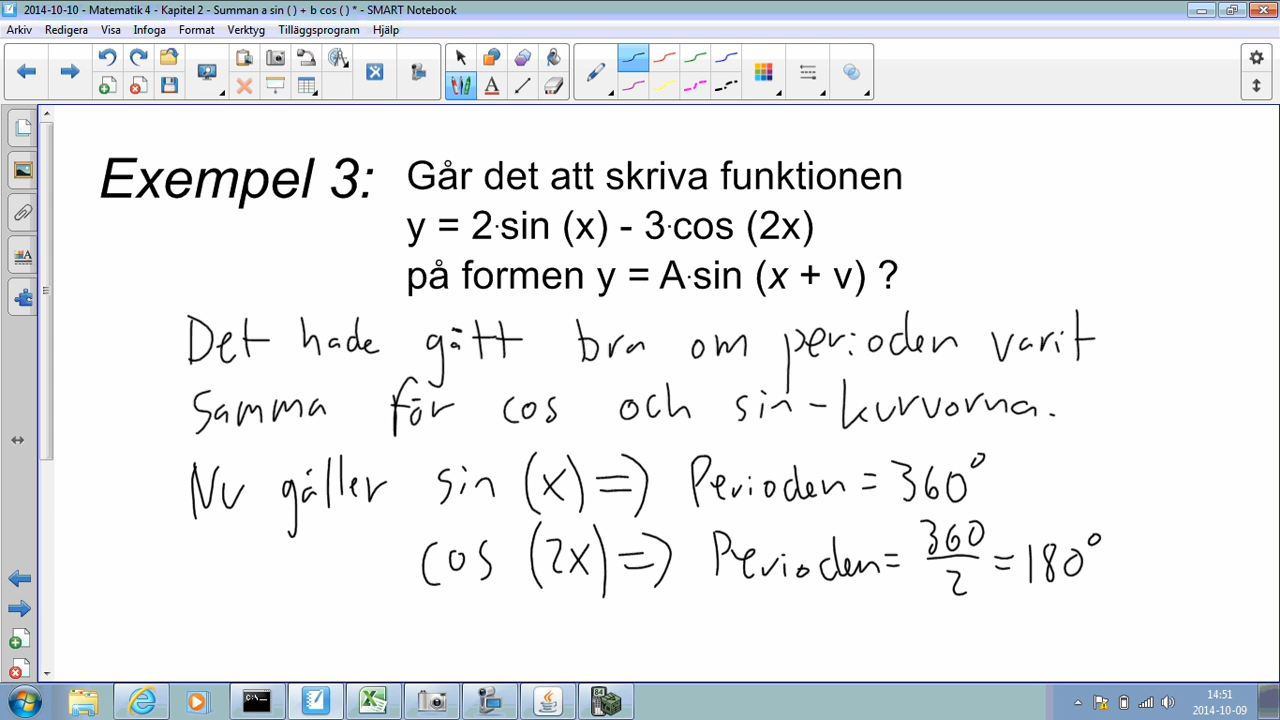 2014-10-10 - Matematik 4 - Kapitel 2 - Summan a sin ( ) + b cos ( ) * - SMART Notebook
Arkiv Redigera Visa Infoga Format Verktyg Tilläggsprogram Hjälp
Exempel 3: Går det att skriva funktionen
y = 2·sin (x) - 3·cos (2x)
på formen y = A·sin (x + v) ?
Det hade gått bra om perioden varit
samma för cos och sin-kurvorna.
Nu gäller sin (x) => Perioden = 360°
cos (2x) => Perioden = 360/2 = 180°
14:51
2014-10-09